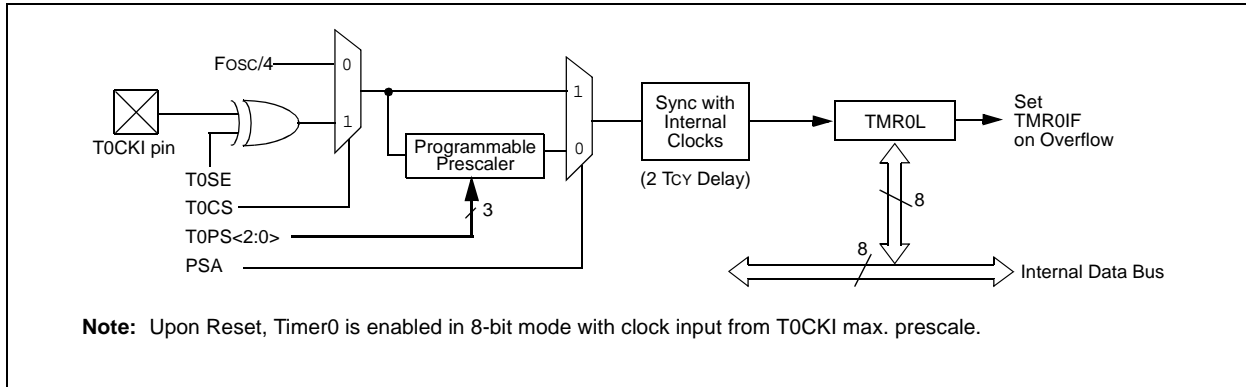 FOSC/4
0
1
T0CKI pin
T0SE
T0CS
T0PS<2:0>
PSA
Programmable
Prescaler
3
1
0
Sync with
Internal
Clocks
(2 TCY Delay)
TMR0L
Set
TMR0IF
on Overflow
8
8
Internal Data Bus
Note: Upon Reset, Timer0 is enabled in 8-bit mode with clock input from T0CKI max. prescale.